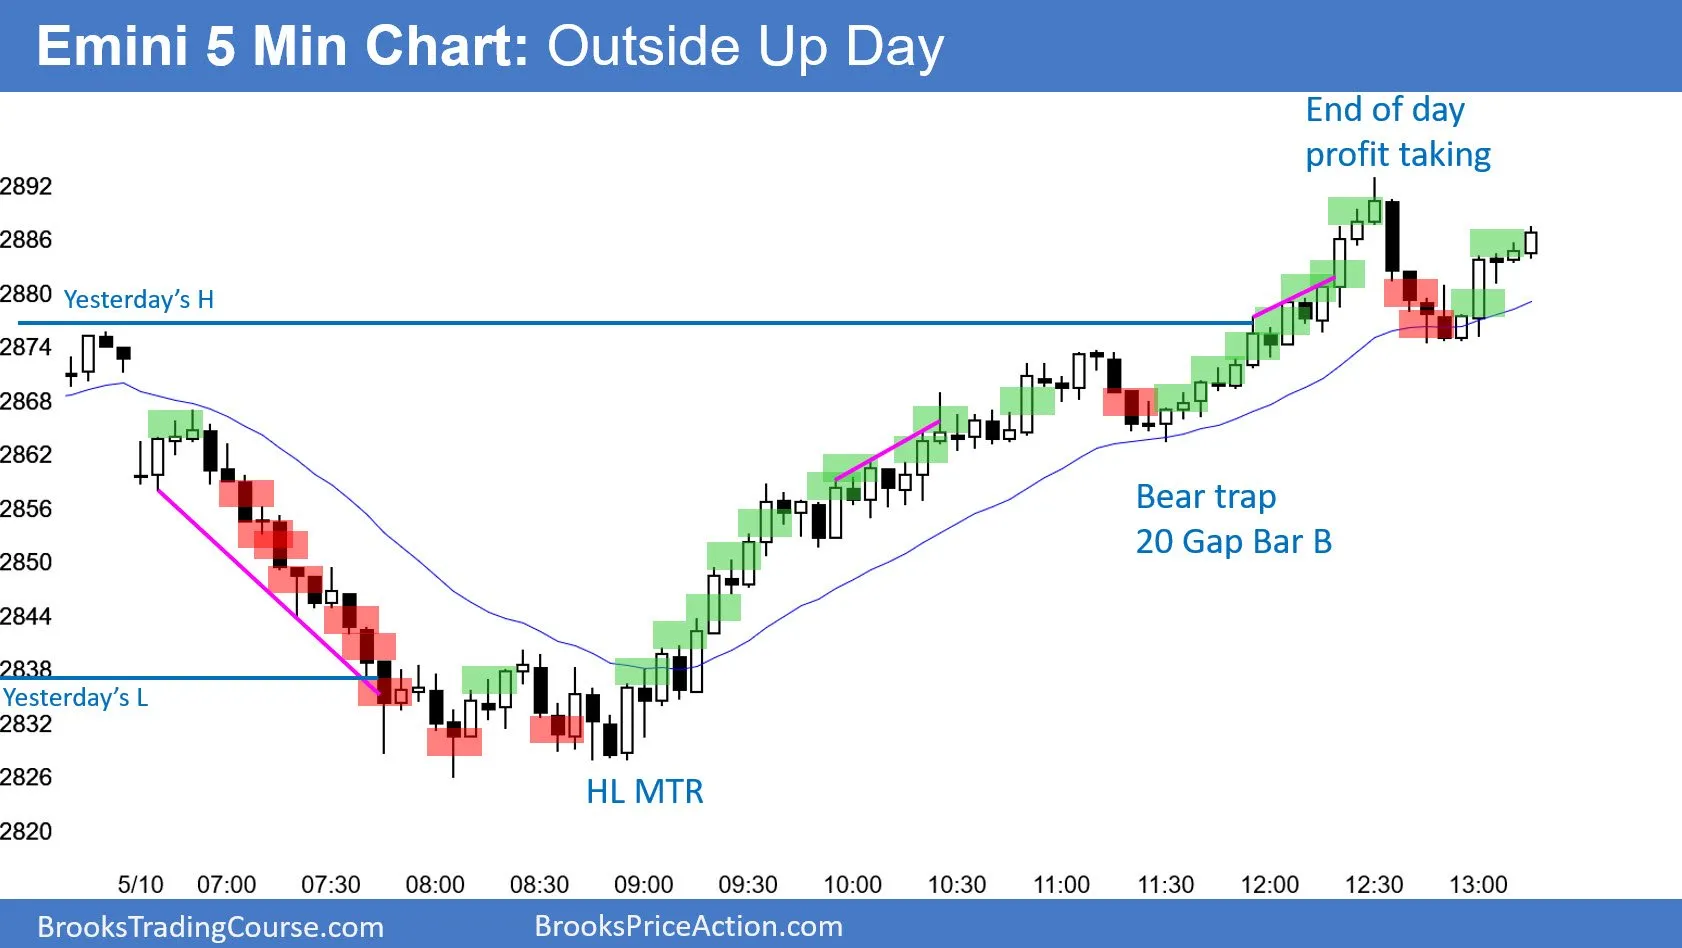 Emini 5 Min Chart: Outside Up Day
End of day
profit taking
2892
2886
2880
Yesterday's H
2874
2868
2862
2856
2850
2844
2838
Yesterday's L
2832
2826
2820
Bear trap
20 Gap Bar B
HL MTR
5/10 07:00 07:30 08:00 08:30 09:00 09:30 10:00 10:30 11:00 11:30 12:00 12:30 13:00
BrooksTradingCourse.com BrooksPriceAction.com